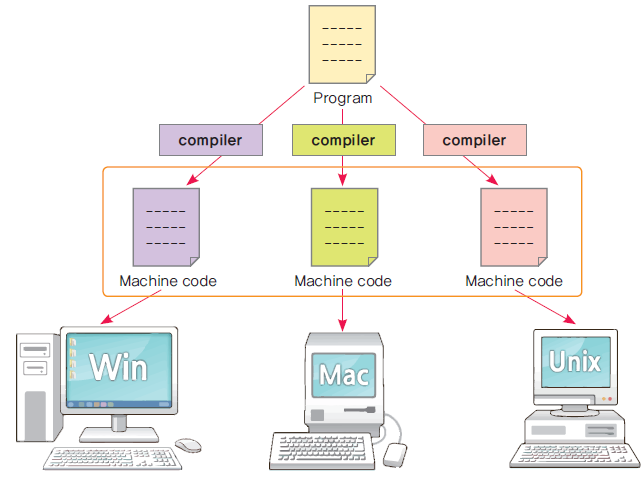 Program
compiler
compiler
compiler
Machine code
Machine code
Machine code
Win
Mac
Unix